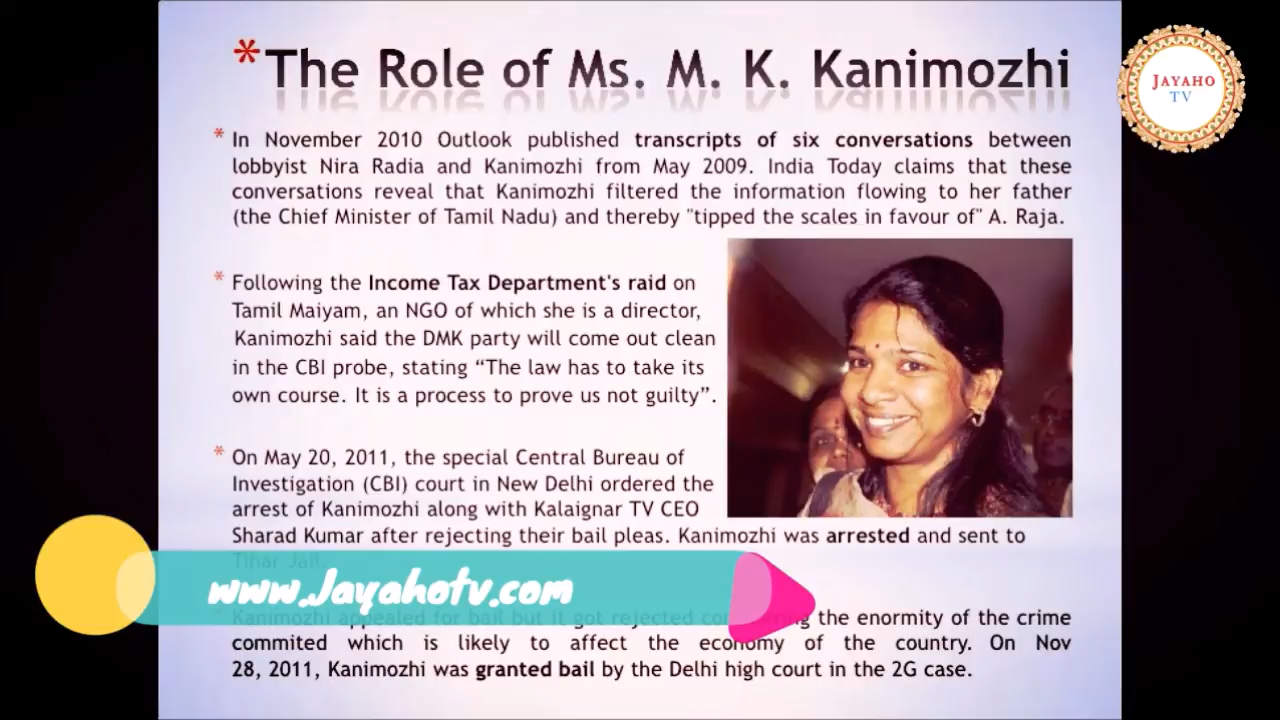 *The Role of Ms. M. K. Kanimozhi
JAYAHO
TV
* In November 2010 Outlook published transcripts of six conversations between
lobbyist Nira Radia and Kanimozhi from May 2009. India Today claims that these
conversations reveal that Kanimozhi filtered the information flowing to her father
(the Chief Minister of Tamil Nadu) and thereby "tipped the scales in favour of" A. Raja.
* Following the Income Tax Department's raid on
Tamil Maiyam, an NGO of which she is a director,
Kanimozhi said the DMK party will come out clean
in the CBI probe, stating “The law has to take its
own course. It is a process to prove us not guilty”.
* On May 20, 2011, the special Central Bureau of
Investigation (CBI) court in New Delhi ordered the
arrest of Kanimozhi along with Kalaignar TV CEO
Sharad Kumar after rejecting their bail pleas. Kanimozhi was arrested and sent to
Tihar Jail.
www.Jayahotv.com
* Kanimozhi appealed for bail but it got rejected the enormity of the crime
commited which is likely to affect the economy of the country. On Nov
28, 2011, Kanimozhi was granted bail by the Delhi high court in the 2G case.